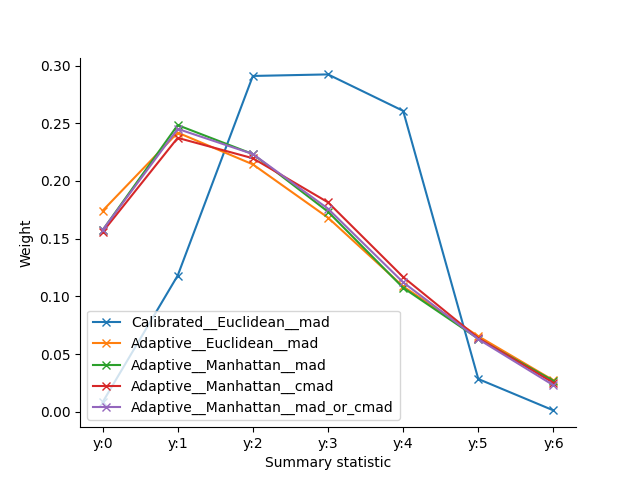 0.30
0.25
0.20
0.15
0.10
0.05
0.00
Weight
Calibrated__Euclidean__mad
Adaptive__Euclidean__mad
Adaptive__Manhattan__mad
Adaptive__Manhattan__cmad
Adaptive__Manhattan__mad_or_cmad
y:0 y:1 y:2 y:3 y:4 y:5 y:6
Summary statistic